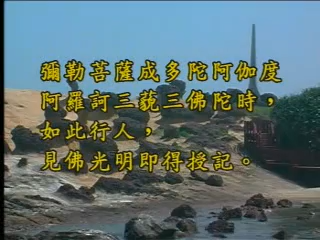 彌勒菩薩成多陀阿伽度
阿羅訶三藐三佛陀時，
如此行人，
見佛光明即得授記。